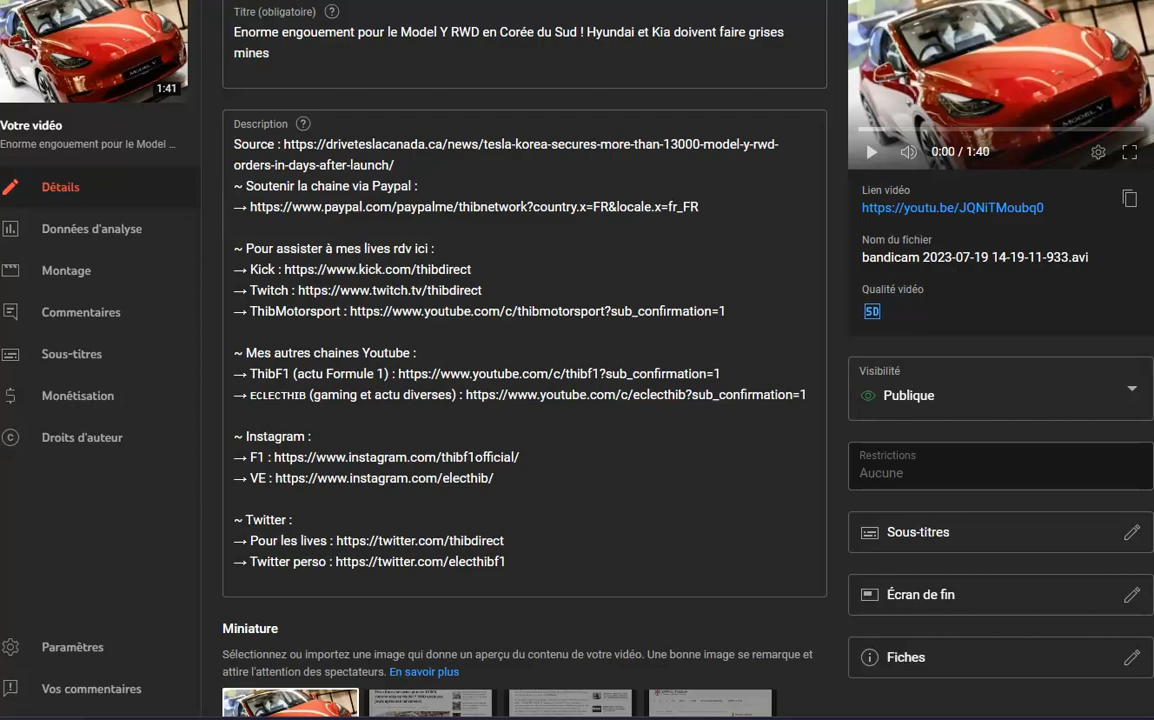 1:41
Votre vidéo
Enorme engouement pour le Model ...
Détails
Données d'analyse
Montage
Commentaires
Sous-titres
Monétisation
Droits d'auteur
Paramètres
Vos commentaires
Titre (obligatoire)
Enorme engouement pour le Model Y RWD en Corée du Sud ! Hyundai et Kia doivent faire grises
mines
Description
Source : https://driveteslacanada.ca/news/tesla-korea-secures-more-than-13000-model-y-rwd-
orders-in-days-after-launch/
~ Soutenir la chaine via Paypal :
→ https://www.paypal.com/paypalme/thibnetwork?country.x=FR&locale.x=fr_FR
~ Pour assister à mes lives rdv ici :
→ Kick : https://www.kick.com/thibdirect
→ Twitch : https://www.twitch.tv/thibdirect
→ ThibMotorsport : https://www.youtube.com/c/thibmotorsport?sub_confirmation=1
~ Mes autres chaines Youtube :
→ ThibF1 (actu Formule 1) : https://www.youtube.com/c/thibf1?sub_confirmation=1
→ ᴇᴄʟᴇᴄᴛʜɪʙ (gaming et actu diverses) : https://www.youtube.com/c/eclecthib?sub_confirmation=1
~ Instagram :
→ F1 : https://www.instagram.com/thibf1official/
→ VE : https://www.instagram.com/electhib/
~ Twitter :
→ Pour les lives : https://twitter.com/thibdirect
→ Twitter perso : https://twitter.com/electhibf1
Miniature
Sélectionnez ou importez une image qui donne un aperçu du contenu de votre vidéo. Une bonne image se remarque et
attire l'attention des spectateurs. En savoir plus
MODEL Y
0:00 / 1:40
Lien vidéo
https://youtu.be/JQNiTMoubq0
Nom du fichier
bandicam 2023-07-19 14-19-11-933.avi
Qualité vidéo
SD
Visibilité
Publique
Restrictions
Aucune
Sous-titres
Écran de fin
Fiches